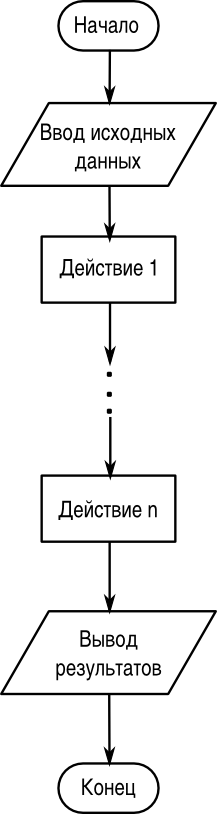 Начало
Ввод исходных
данных
Действие 1
Действие n
Вывод
результатов
Конец